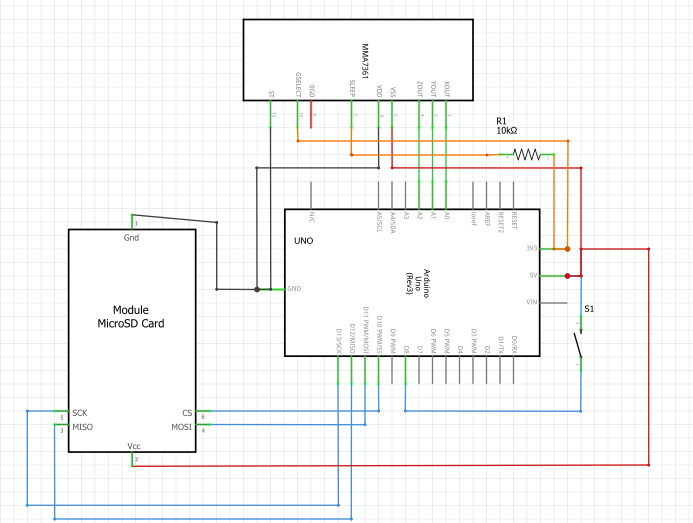 MMA7361
ST
GSELECT
0GD
SLEEP
VDD
VSS
ZOUT
YOUT
XOUT
R1
10kΩ
N/C
A5/SCL
A4/SDA
A3
A2
A1
A0
ioref
AREF
RESET2
RESET
1
Gnd
UNO
Arduino
Uno
(Rev3)
3V3
5V
VIN
GND
Module
MicroSD Card
S1
D13/SCK
D12/MISO
D11 PWM/MOSI
D10 PWM/SS
D9 PWM
D8
D7
D6 PWM
D5 PWM
D4
D3 PWM
D2
D1/TX
D0/RX
SCK
CS
5
6
MISO
MOSI
3
4
Vcc
2